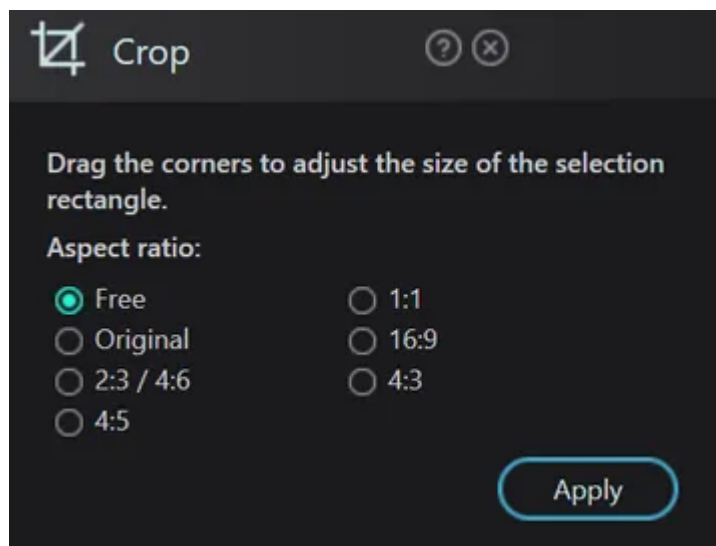 Crop
Drag the corners to adjust the size of the selection
rectangle.
Aspect ratio:
Free
1:1
Original
16:9
2:3 / 4:6
4:3
4:5
Apply